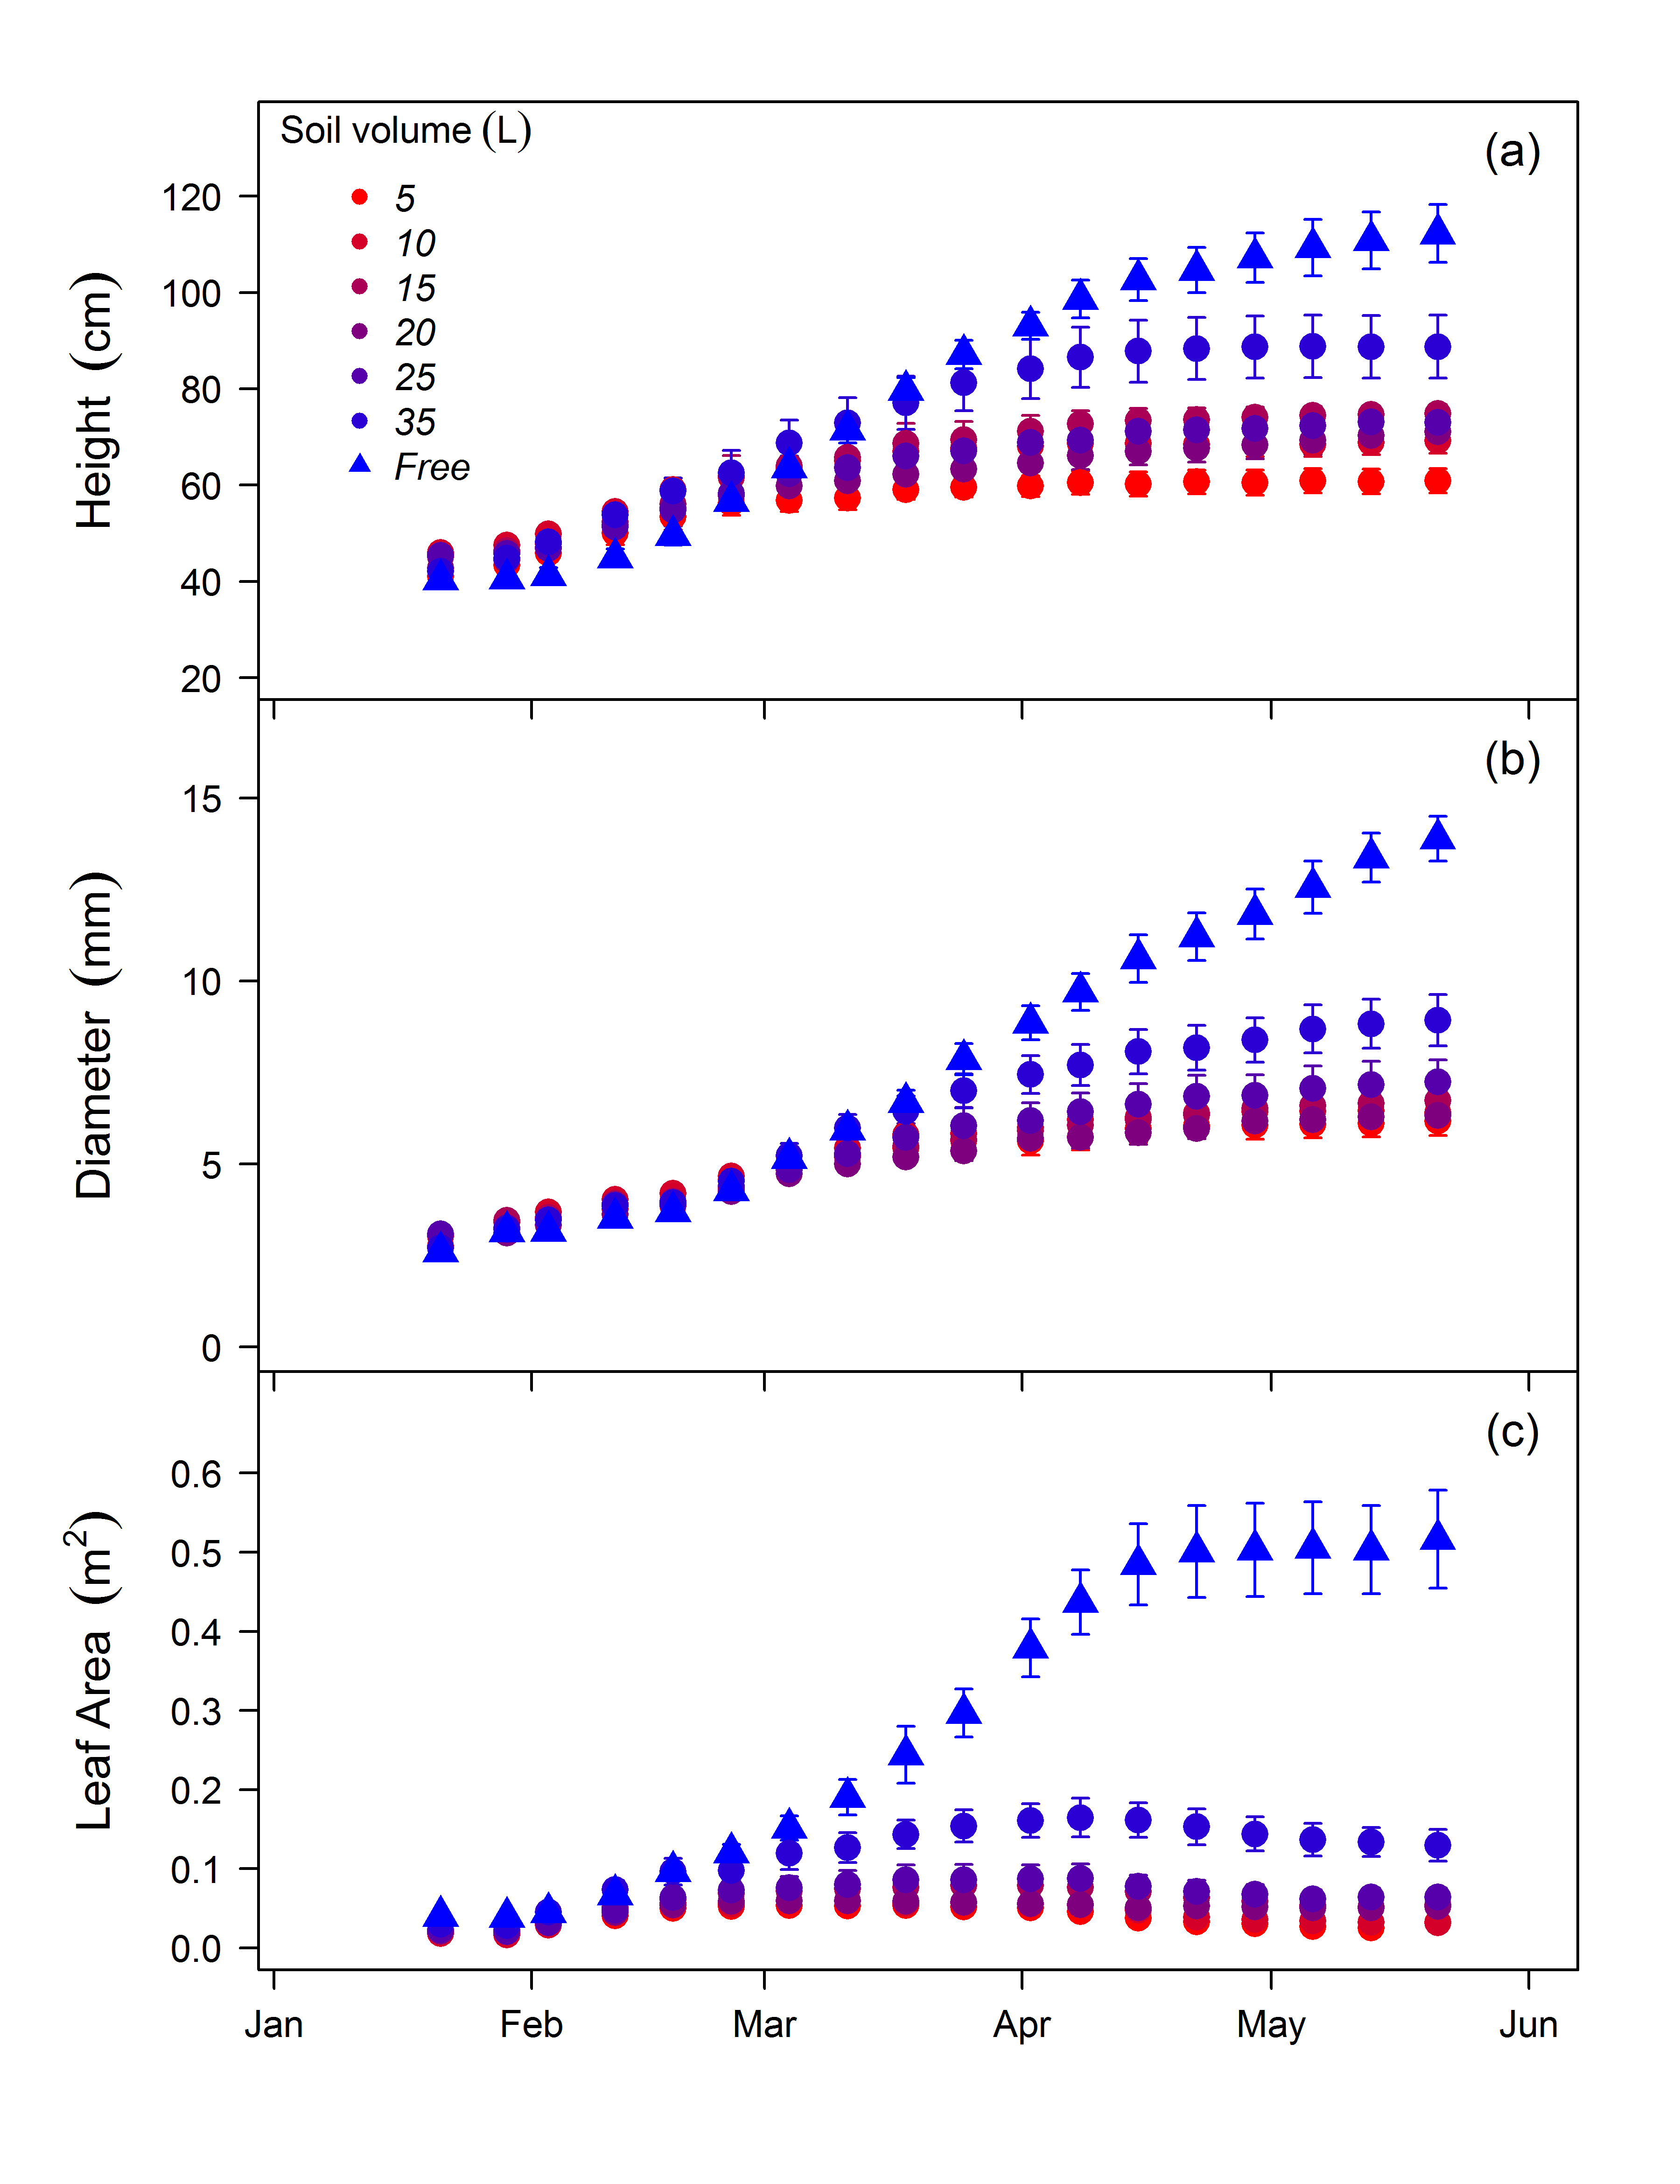 Soil volume (L)
5
10
15
20
25
35
Free
(a)
Height (cm)
120
100
80
60
40
20
(b)
Diameter (mm)
15
10
5
0
(c)
Leaf Area (m²)
0.6
0.5
0.4
0.3
0.2
0.1
0.0
Jan Feb Mar Apr May Jun